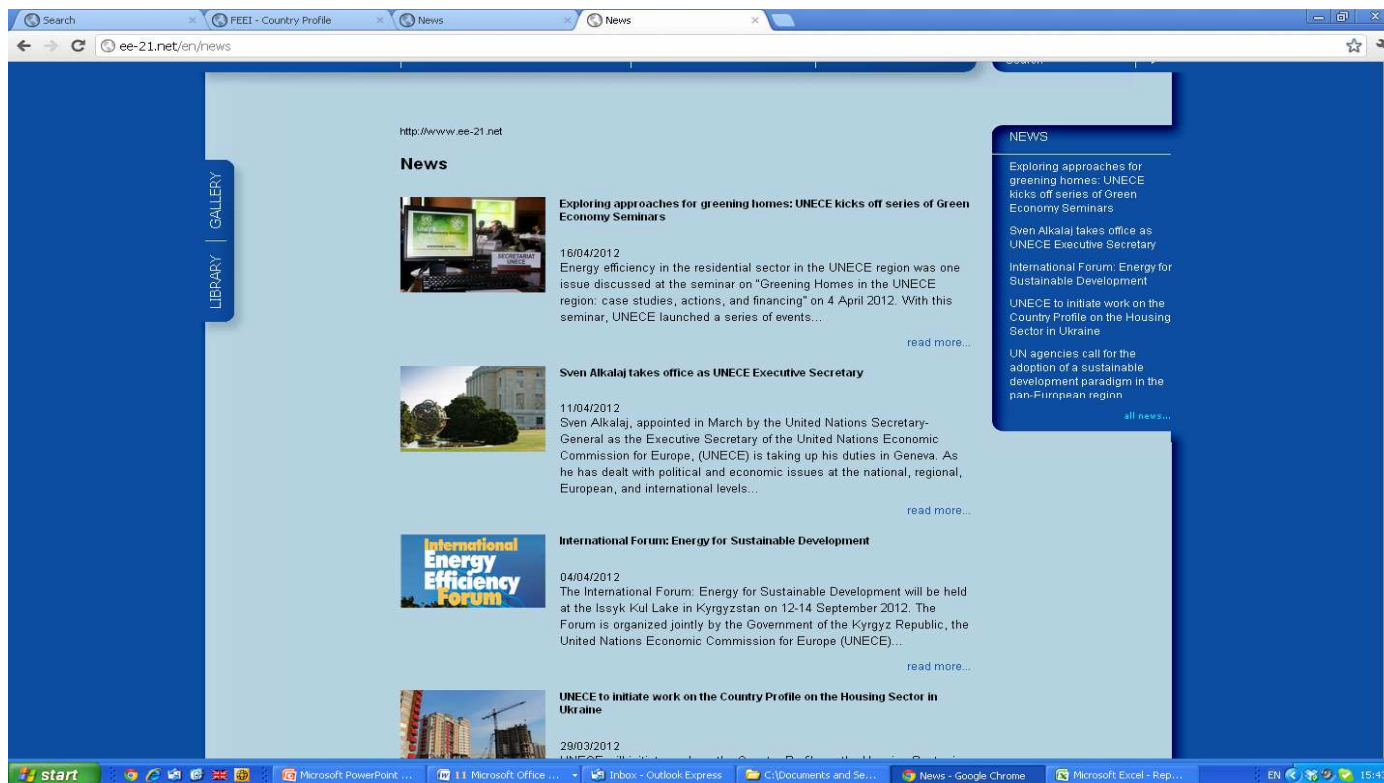 Search
FEEI - Country Profile
News
News
ee-21.net/en/news
http://www.ee-21.net
News
GALLERY
LIBRARY
SECRETARIAT
UNECE
Exploring approaches for greening homes: UNECE kicks off series of Green
Economy Seminars
16/04/2012
Energy efficiency in the residential sector in the UNECE region was one
issue discussed at the seminar on "Greening Homes in the UNECE
region: case studies, actions, and financing" on 4 April 2012. With this
seminar, UNECE launched a series of events...
read more...
Sven Alkalaj takes office as UNECE Executive Secretary
11/04/2012
Sven Alkalaj, appointed in March by the United Nations Secretary-
General as the Executive Secretary of the United Nations Economic
Commission for Europe, (UNECE) is taking up his duties in Geneva. As
he has dealt with political and economic issues at the national, regional,
European, and international levels...
read more...
International
Energy
Efficiency
Forum
International Forum: Energy for Sustainable Development
04/04/2012
The International Forum: Energy for Sustainable Development will be held
at the Issyk Kul Lake in Kyrgyzstan on 12-14 September 2012. The
Forum is organized jointly by the Government of the Kyrgyz Republic, the
United Nations Economic Commission for Europe (UNECE)...
read more...
UNECE to initiate work on the Country Profile on the Housing Sector in
Ukraine
29/03/2012
NEWS
Exploring approaches for
greening homes: UNECE
kicks off series of Green
Economy Seminars
Sven Alkalaj takes office as
UNECE Executive Secretary
International Forum: Energy for
Sustainable Development
UNECE to initiate work on the
Country Profile on the Housing
Sector in Ukraine
UN agencies call for the
adoption of a sustainable
development paradigm in the
pan-European region
all news...
start
Microsoft PowerPoint ...
11 Microsoft Office ...
Inbox - Outlook Express
C:\Documents and Se...
News - Google Chrome
Microsoft Excel - Rep...
EN